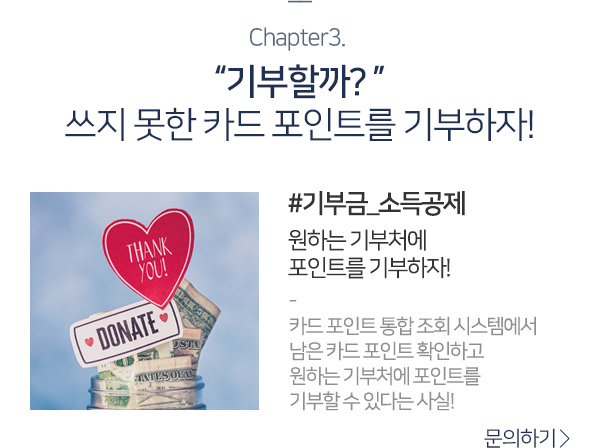 Chapter3.
“기부할까? ”
쓰지 못한 카드 포인트를 기부하자!
THANK
YOU!
DONATE
STATES OF AME
#기부금_소득공제
원하는 기부처에
포인트를 기부하자!
-
카드 포인트 통합 조회 시스템에서
남은 카드 포인트 확인하고
원하는 기부처에 포인트를
기부할 수 있다는 사실!
문의하기 >